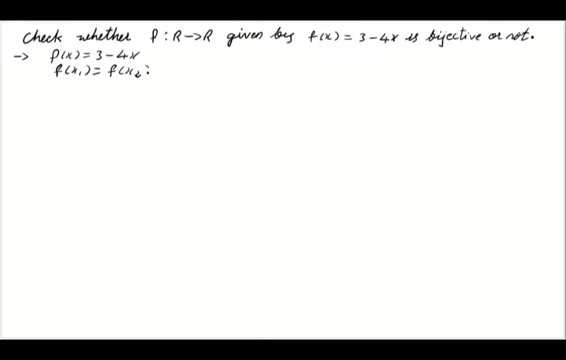 Check whether f : R->R given by f(x) = 3-4x is bijective or not.
-> f(x) = 3-4x
f(x₁) = f(x₂: